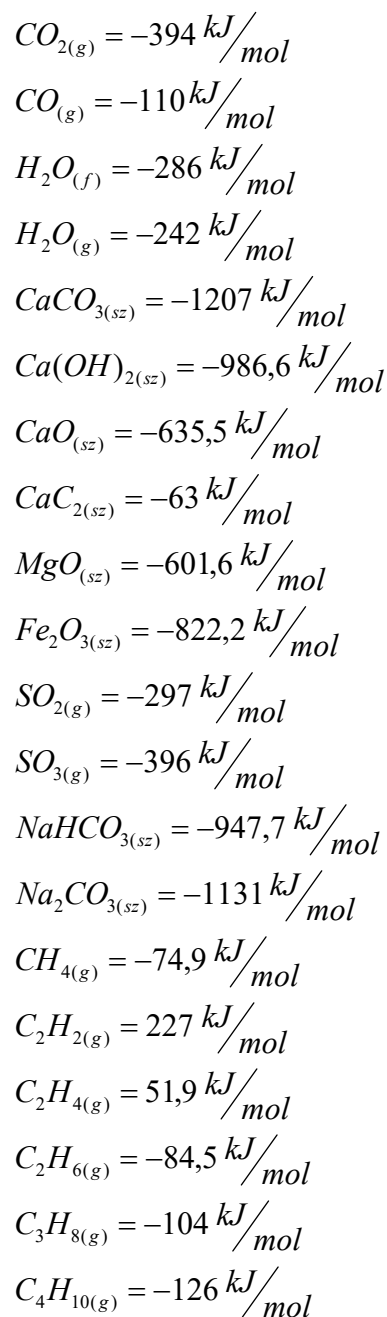 CO₂(g) = −394 kJ/mol
CO(g) = −110 kJ/mol
H₂O(f) = −286 kJ/mol
H₂O(g) = −242 kJ/mol
CaCO₃(sz) = −1207 kJ/mol
Ca(OH)₂(sz) = −986,6 kJ/mol
CaO(sz) = −635,5 kJ/mol
CaC₂(sz) = −63 kJ/mol
MgO(sz) = −601,6 kJ/mol
Fe₂O₃(sz) = −822,2 kJ/mol
SO₂(g) = −297 kJ/mol
SO₃(g) = −396 kJ/mol
NaHCO₃(sz) = −947,7 kJ/mol
Na₂CO₃(sz) = −1131 kJ/mol
CH₄(g) = −74,9 kJ/mol
C₂H₂(g) = 227 kJ/mol
C₂H₄(g) = 51,9 kJ/mol
C₂H₆(g) = −84,5 kJ/mol
C₃H₈(g) = −104 kJ/mol
C₄H₁₀(g) = −126 kJ/mol